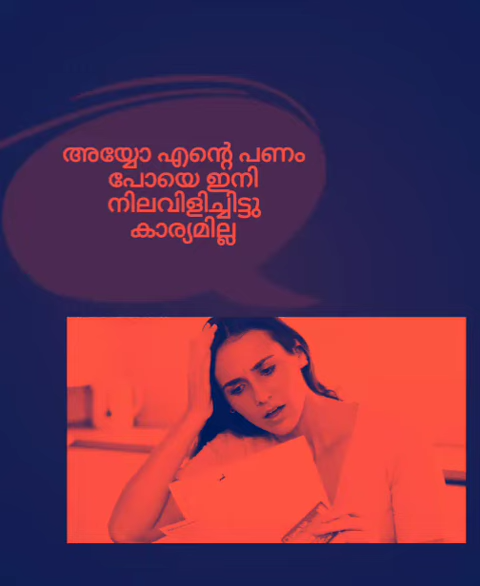 അയ്യോ എന്റെ പണം
പോയെ ഇനി
നിലവിളിച്ചിട്ടു
കാര്യമില്ല